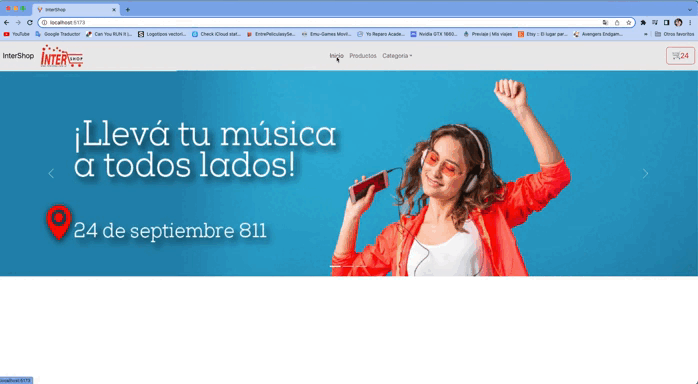 InterShop
localhost:5173
YouTube
Google Traductor
Can You RUN It
Logotipos vectori...
Check iCloud stat...
Emu-Games Movil...
Yo Reparo Acade...
Nvidia GTX 1660...
Previaje | Mis viajes
Etsy :: El lugar par...
Avengers Endgam...
Otros favoritos
InterShop
INTER SHOP
Inicio
Productos
Catagoria
24
¡Llevá tu música
a todos lados!
24 de septiembre 811
localhost:5173